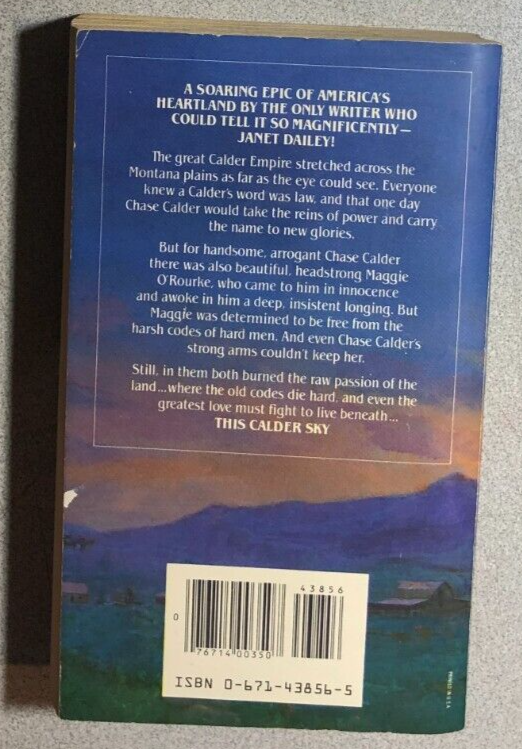 A SOARING EPIC OF AMERICA'S
HEARTLAND BY THE ONLY WRITER WHO
COULD TELL IT SO MAGNIFICENTLY—
JANET DAILEY!
The great Calder Empire stretched across the
Montana plains as far as the eye could see. Everyone
knew a Calder's word was law, and that one day
Chase Calder would take the reins of power and carry
the name to new glories.
But for handsome, arrogant Chase Calder
there was also beautiful, headstrong Maggie
O'Rourke, who came to him in innocence
and awoke in him a deep, insistent longing. But
Maggie was determined to be free from the
harsh codes of hard men. And even Chase Calder's
strong arms couldn't keep her.
Still, in them both burned the raw passion of the
land...where the old codes die hard, and even the
greatest love must fight to live beneath...
THIS CALDER SKY
43856
0
76714 00350
ISBN 0-671-43856-5
PRINTED IN U.S.A.